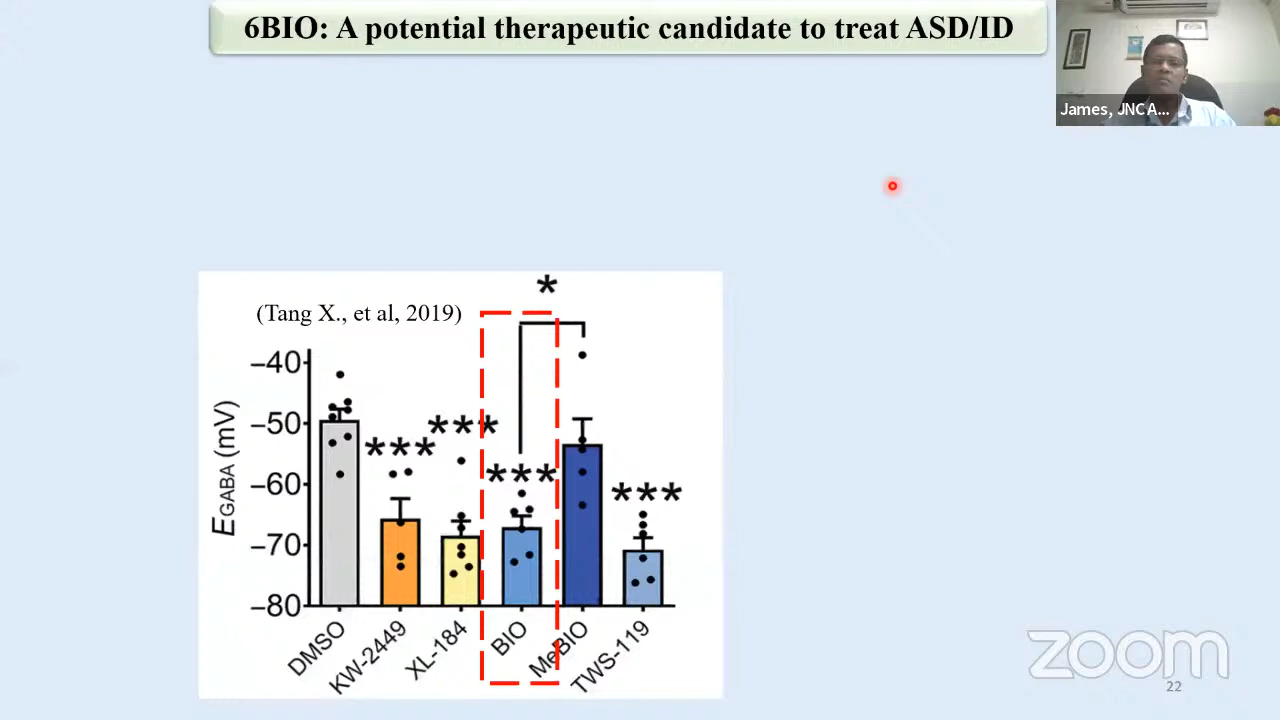 6BIO: A potential therapeutic candidate to treat ASD/ID
James, JNC A...
*
(Tang X., et al, 2019)
–40
–50
–60
–70
–80
EGABA (mV)
***
***
***
***
DMSO
KW-2449
XL-184
BIO
MeBIO
TWS-119
zoom
22